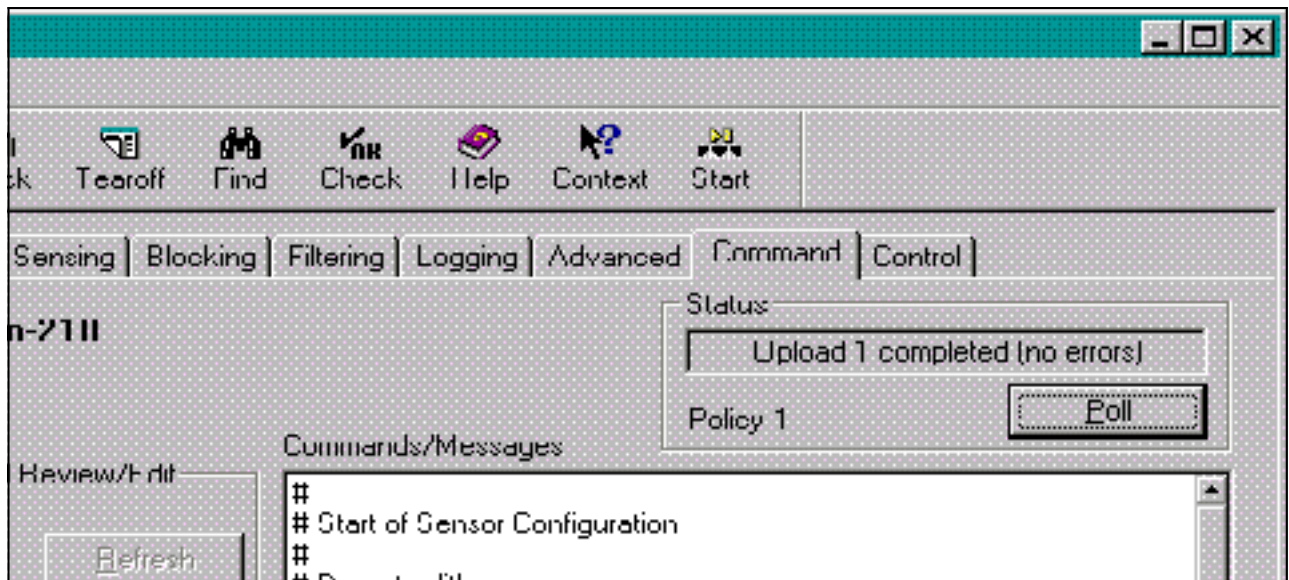 Tearoff Find Check Help Context Start
Sensing Blocking Filtering Logging Advanced Command Control
Status
Upload 1 completed (no errors)
Policy 1 Poll
Commands/Messages
Review/Edit
#
# Start of Sensor Configuration
Refresh #
#